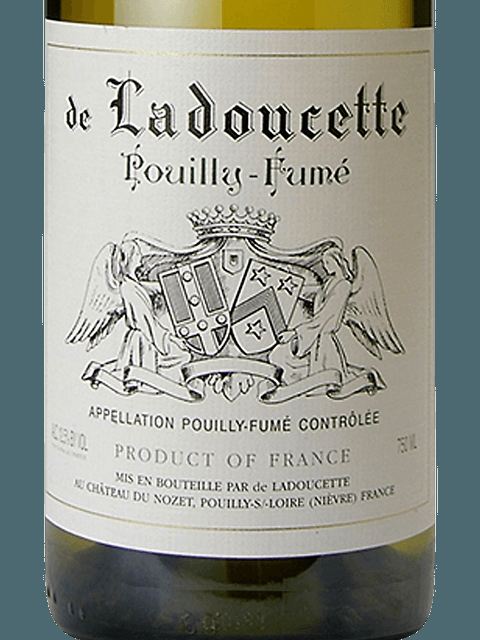 de Ladoucette
Pouilly-Fumé
APPELLATION POUILLY-FUMÉ CONTRÔLÉE
750 ML
PRODUCT OF FRANCE
MIS EN BOUTEILLE PAR de LADOUCETTE
AU CHÂTEAU DU NOZET, POUILLY-S/-LOIRE (NIÈVRE) FRANCE